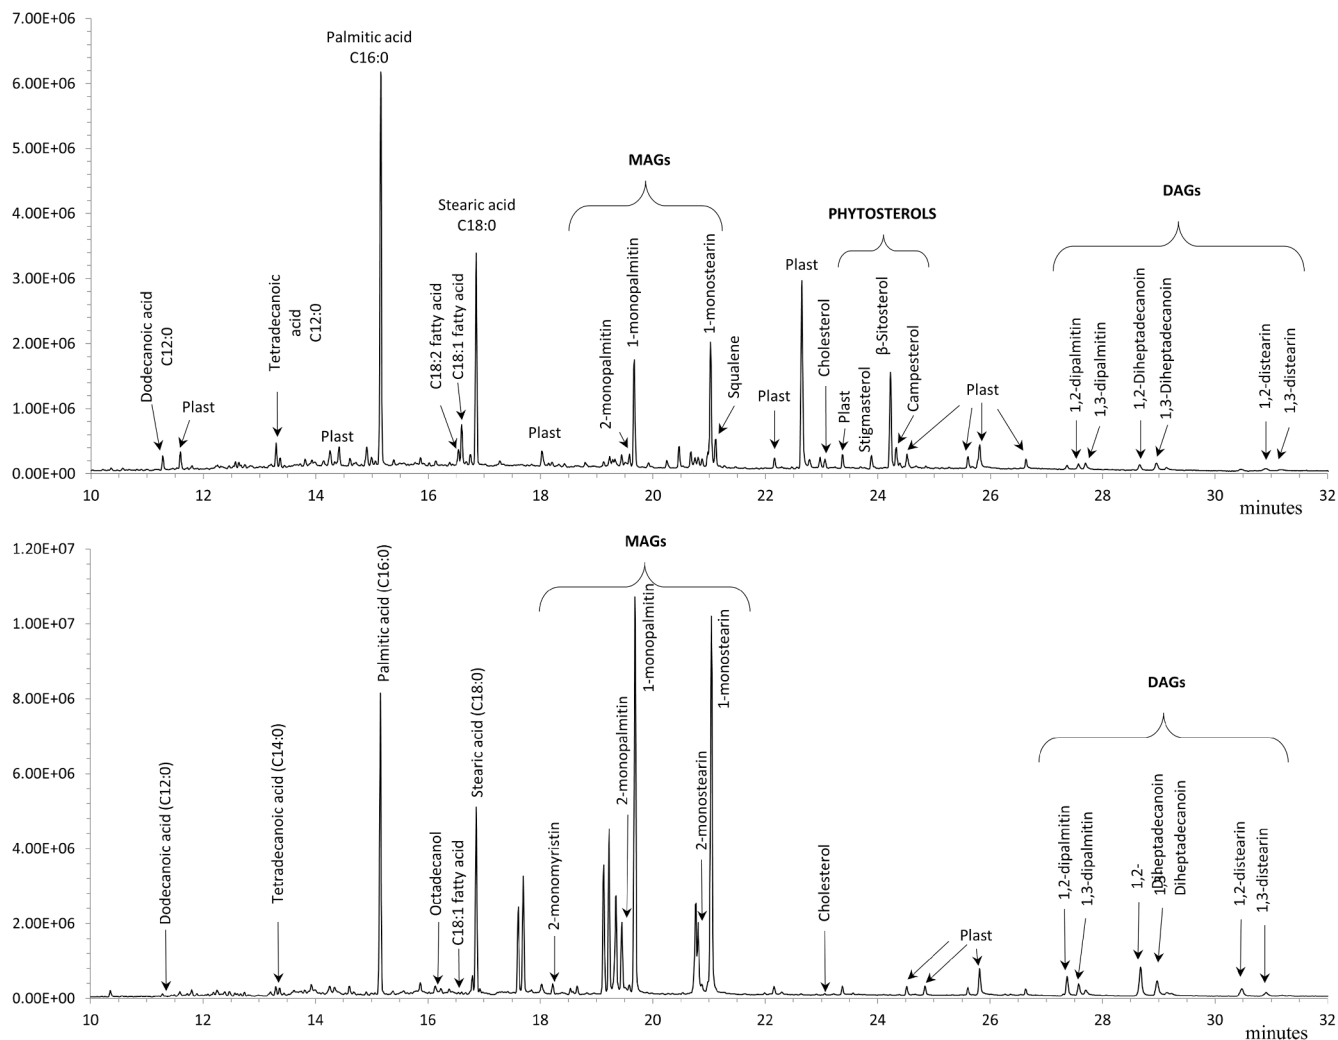 7.00E+06
6.00E+06
5.00E+06
4.00E+06
3.00E+06
2.00E+06
1.00E+06
0.00E+00
Palmitic acid
C16:0
Stearic acid
C18:0
MAGs
PHYTOSTEROLS
DAGs
Dodecanoic acid
C12:0
Plast
Tetradecanoic
acid
C12:0
Plast
C18:2 fatty acid
C18:1 fatty acid
Plast
2-monopalmitin
1-monopalmitin
1-monostearin
Squalene
Plast
Plast
Cholesterol
Plast
Stigmasterol
β-Sitosterol
Campesterol
Plast
1,2-dipalmitin
1,3-dipalmitin
1,2-Diheptadecanoin
1,3-Diheptadecanoin
1,2-distearin
1,3-distearin
10 12 14 16 18 20 22 24 26 28 30 32
minutes
1.20E+07
1.00E+07
8.00E+06
6.00E+06
4.00E+06
2.00E+06
0.00E+00
MAGs
DAGs
Dodecanoic acid (C12:0)
Tetradecanoic acid (C14:0)
Palmitic acid (C16:0)
Octadecanol
C18:1 fatty acid
Stearic acid (C18:0)
2-monomyristin
2-monopalmitin
1-monopalmitin
2-monostearin
1-monostearin
Cholesterol
Plast
1,2-dipalmitin
1,3-dipalmitin
1,2-
Diheptadecanoin
1,3-
Diheptadecanoin
1,2-distearin
1,3-distearin
10 12 14 16 18 20 22 24 26 28 30 32
minutes